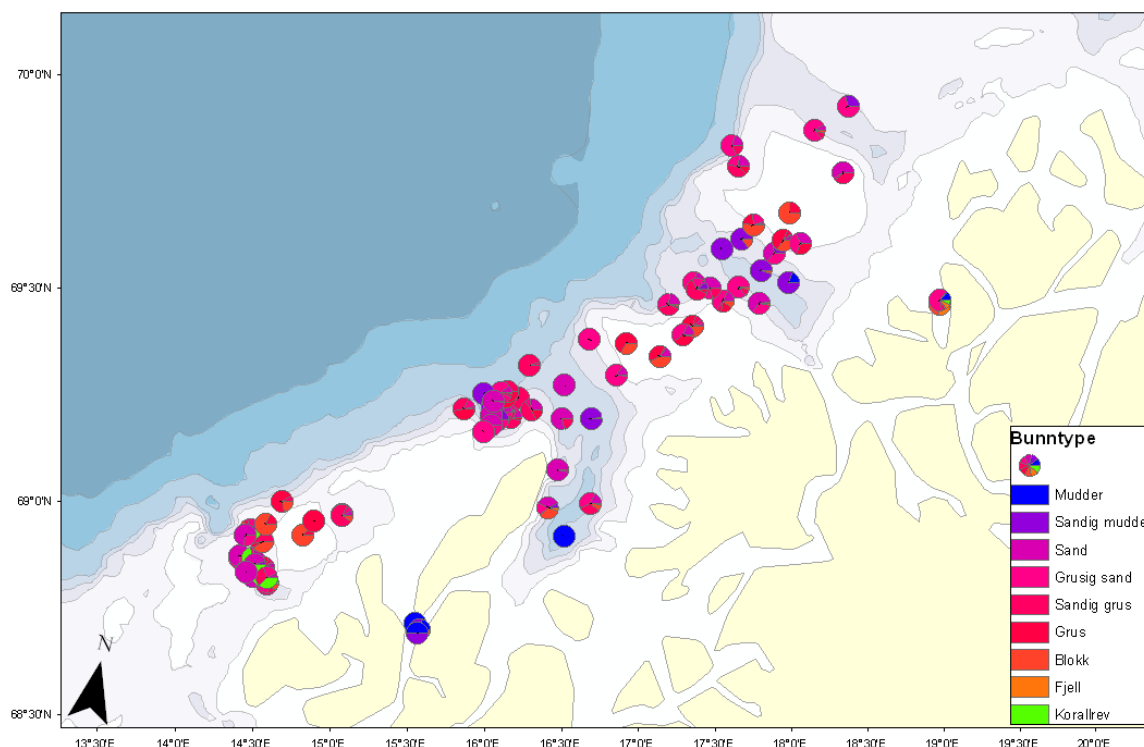 70°0'N
69°30'N
69°0'N
68°30'N
N
Bunntype
Mudder
Sandig mudde
Sand
Grusig sand
Sandig grus
Grus
Blokk
Fjell
Korallrev
13°30'E 14°0'E 14°30'E 15°0'E 15°30'E 16°0'E 16°30'E 17°0'E 17°30'E 18°0'E 18°30'E 19°0'E 19°30'E 20°0'E